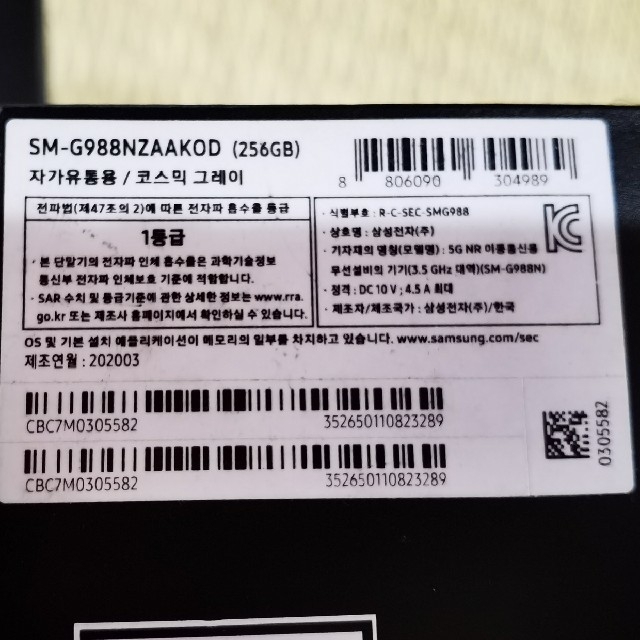 SM-G988NZAAKOD (256GB)
자가유통용 / 코스믹 그레이
8 806090 304989
전파법(제47조의 2)에 따른 전자파 흡수율 등급
1등급
· 본 단말기의 전자파 인체 흡수율은 과학기술정보
통신부 전자파 인체보호 기준에 적합합니다.
· SAR 수치 및 등급기준에 관한 상세한 정보는 www.rra.
go.kr 또는 제조사 홈페이지에서 확인하실 수 있습니다.
· 식별부호 : R-C-SEC-SMG988
· 상호명 : 삼성전자(주)
· 기자재의 명칭(모델명) : 5G NR 이동통신용
무선설비의 기기(3.5 GHz 대역)(SM-G988N)
· 정격 : DC 10 V ; 4.5 A 최대
· 제조자/제조국가 : 삼성전자(주)/한국
OS 및 기본 설치 애플리케이션이 메모리의 일부를 차지하고 있습니다. www.samsung.com/sec
제조연월 : 202003
CBC7M0305582 352650110823289
CBC7M0305582 352650110823289
0305582